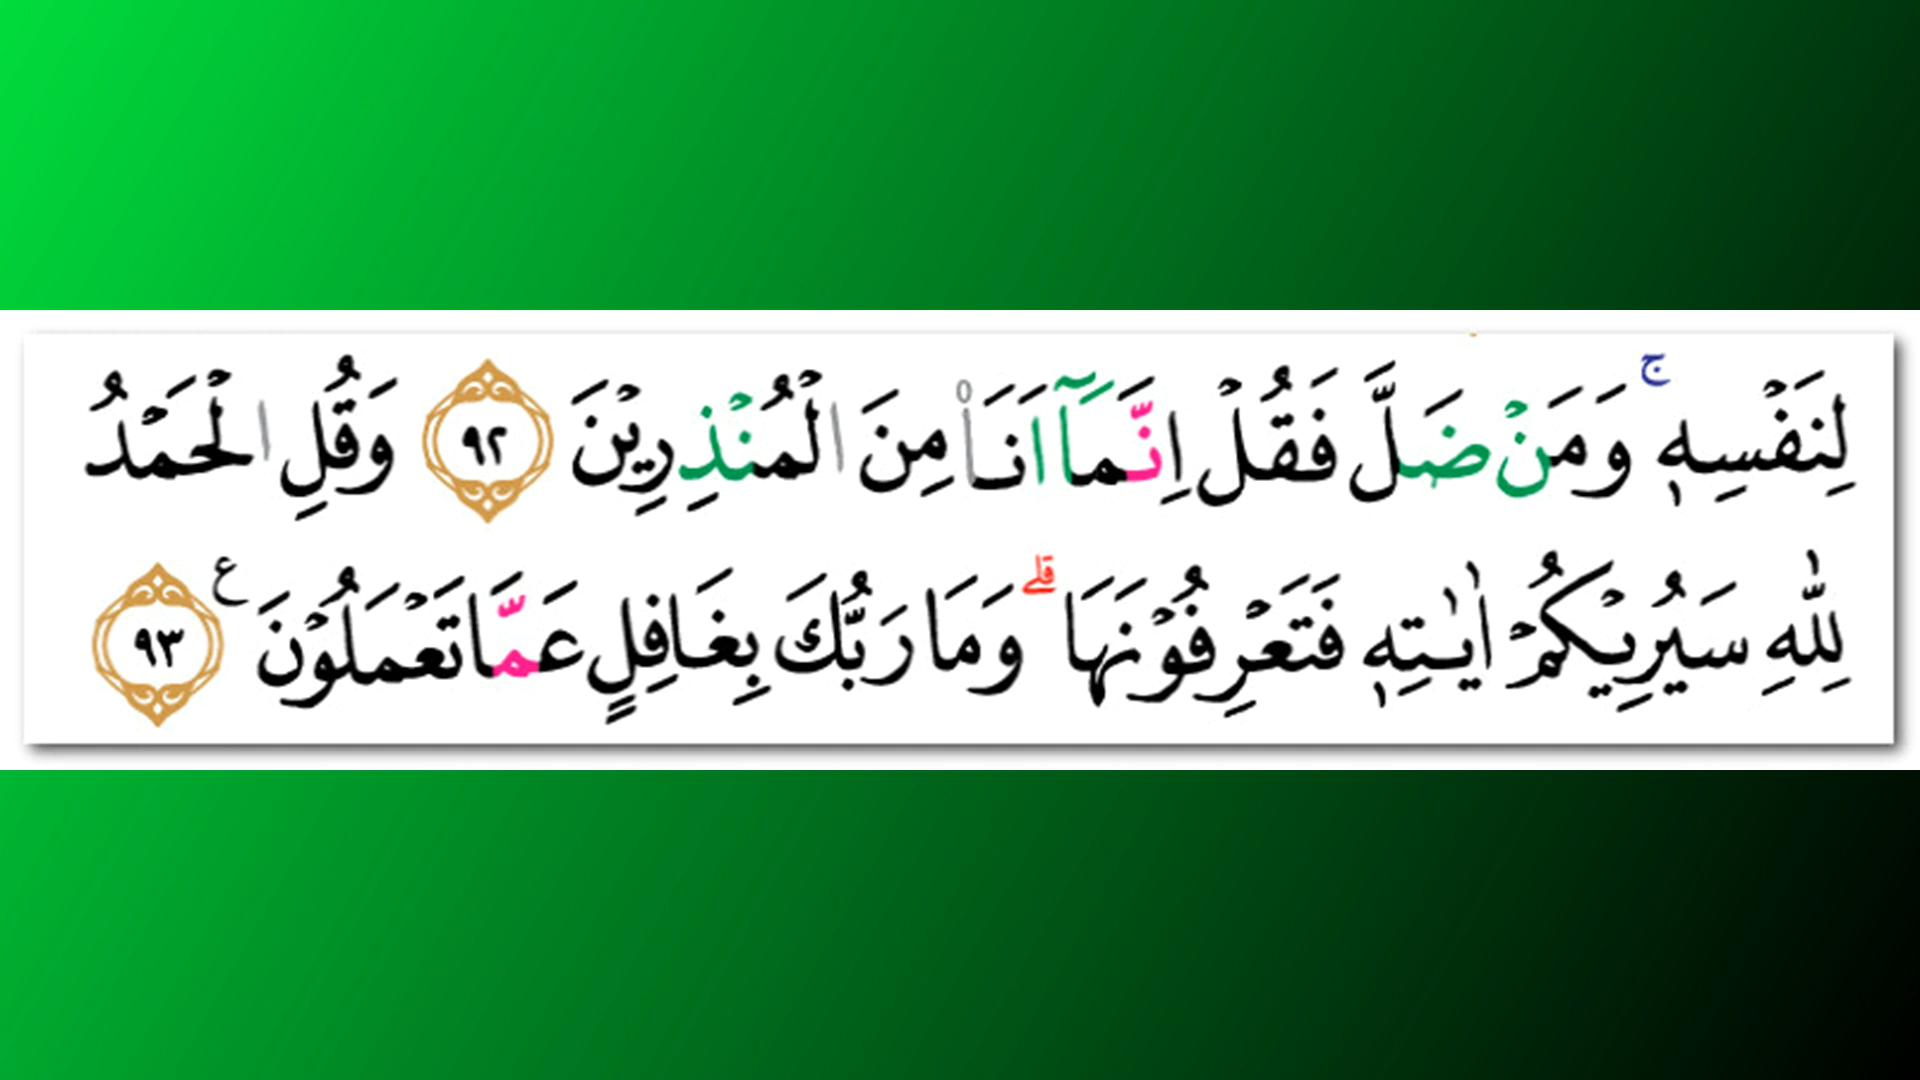 لِنَفْسِهٖۚ وَمَنْ ضَلَّ فَقُلْ اِنَّمَآ اَنَا۠ مِنَ الْمُنْذِرِيْنَ ٩٢ وَقُلِ الْحَمْدُ
لِلّٰهِ سَيُرِيْكُمْ اٰيٰتِهٖ فَتَعْرِفُوْنَهَاۗ وَمَا رَبُّكَ بِغَافِلٍ عَمَّا تَعْمَلُوْنَ ࣖ ٩٣